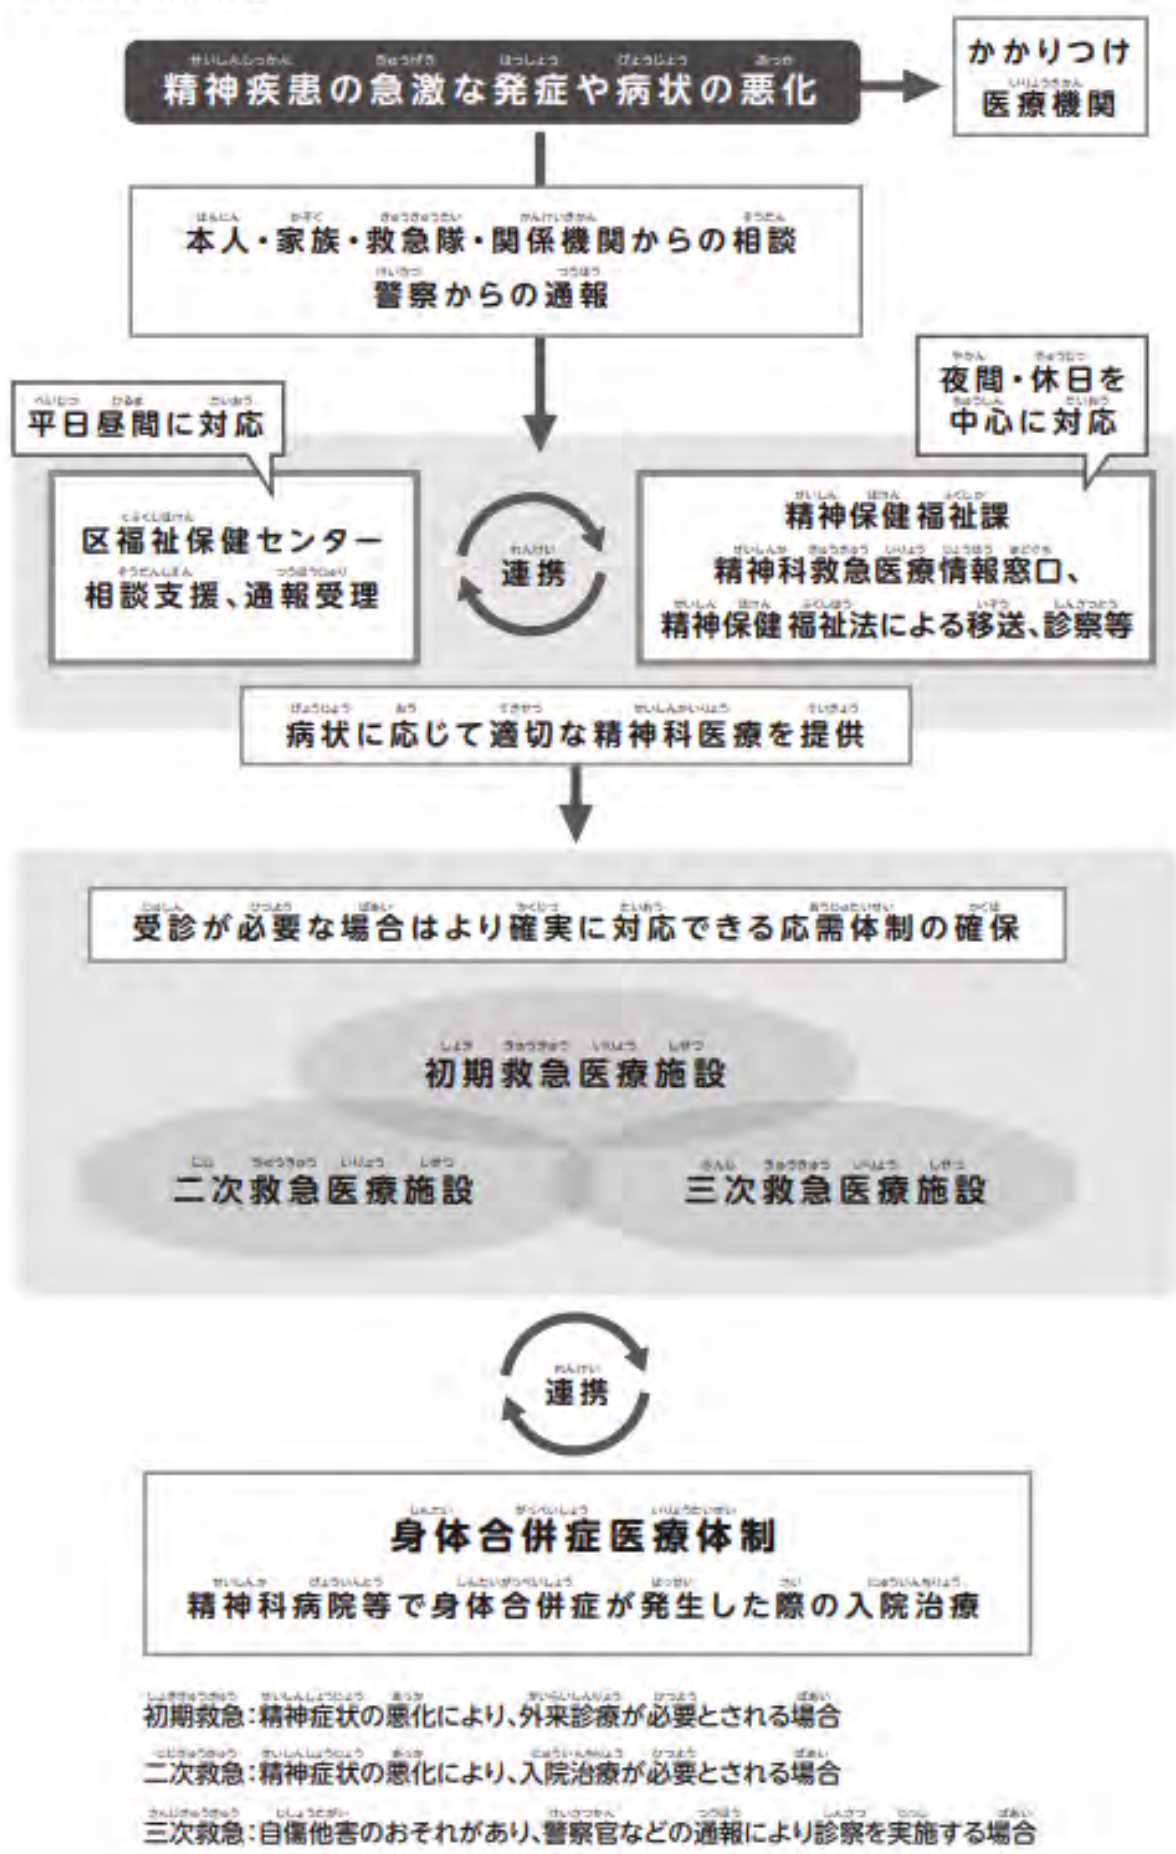 精神疾患の急激な発症や病状の悪化
かかりつけ
医療機関
本人・家族・救急隊・関係機関からの相談
警察からの通報
平日昼間に対応
夜間・休日を
中心に対応
区福祉保健センター
相談支援、通報受理
連携
精神保健福祉課
精神科救急医療情報窓口、
精神保健福祉法による移送、診察等
病状に応じて適切な精神科医療を提供
受診が必要な場合はより確実に対応できる応需体制の確保
初期救急医療施設
二次救急医療施設
三次救急医療施設
連携
身体合併症医療体制
精神科病院等で身体合併症が発生した際の入院治療
初期救急:精神症状の悪化により、外来診療が必要とされる場合
二次救急:精神症状の悪化により、入院治療が必要とされる場合
三次救急:自傷他害のおそれがあり、警察官などの通報により診察を実施する場合